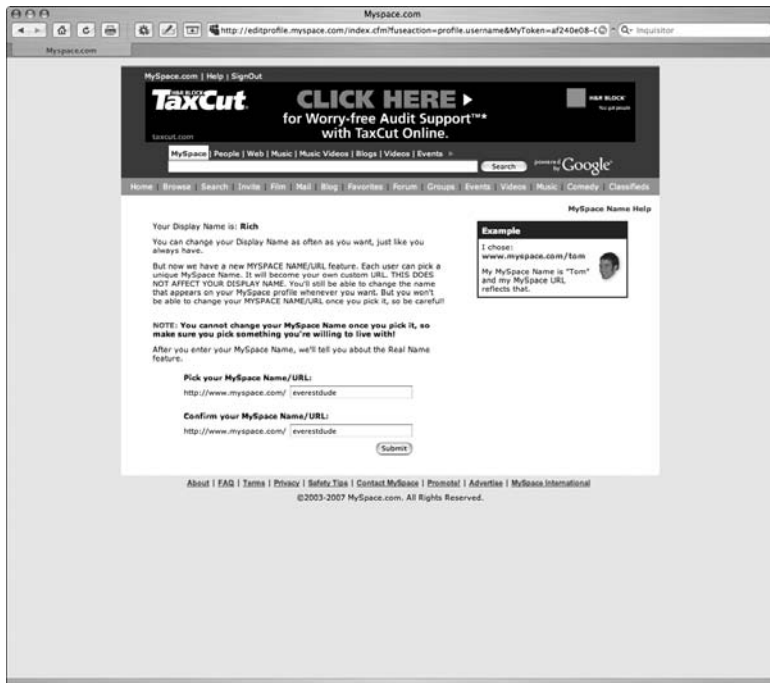 Myspace.com
http://editprofile.myspace.com/index.cfm?fuseaction=profile.username&MyToken=af240e08-
Inquisitor
Myspace.com
MySpace.com | Help | SignOut
H&R BLOCK
TaxCut
taxcut.com
CLICK HERE
for Worry-free Audit Support™*
with TaxCut Online.
H&R BLOCK
MySpace | People | Web | Music | Music Videos | Blogs | Videos | Events »
Search
powered by Google
Home | Browse | Search | Invite | Film | Mail | Blog | Favorites | Forum | Groups | Events | Videos | Music | Comedy | Classifieds
MySpace Name Help
Your Display Name is: Rich
You can change your Display Name as often as you want, just like you
always have.
But now we have a new MYSPACE NAME/URL feature. Each user can pick a
unique MySpace Name. It will become your own custom URL. THIS DOES
NOT AFFECT YOUR DISPLAY NAME. You'll still be able to change the name
that appears on your MySpace profile whenever you want. But you won't
be able to change your MYSPACE NAME/URL once you pick it, so be careful!
NOTE: You cannot change your MySpace Name once you pick it, so
make sure you pick something you're willing to live with!
After you enter your MySpace Name, we'll tell you about the Real Name
feature.
Example
I chose:
www.myspace.com/tom
My MySpace Name is "Tom"
and my MySpace URL
reflects that.
Pick your MySpace Name/URL:
http://www.myspace.com/ everestdude
Confirm your MySpace Name/URL:
http://www.myspace.com/ everestdude
Submit
About | FAQ | Terms | Privacy | Safety Tips | Contact MySpace | Promote! | Advertise | MySpace International
©2003-2007 MySpace.com. All Rights Reserved.